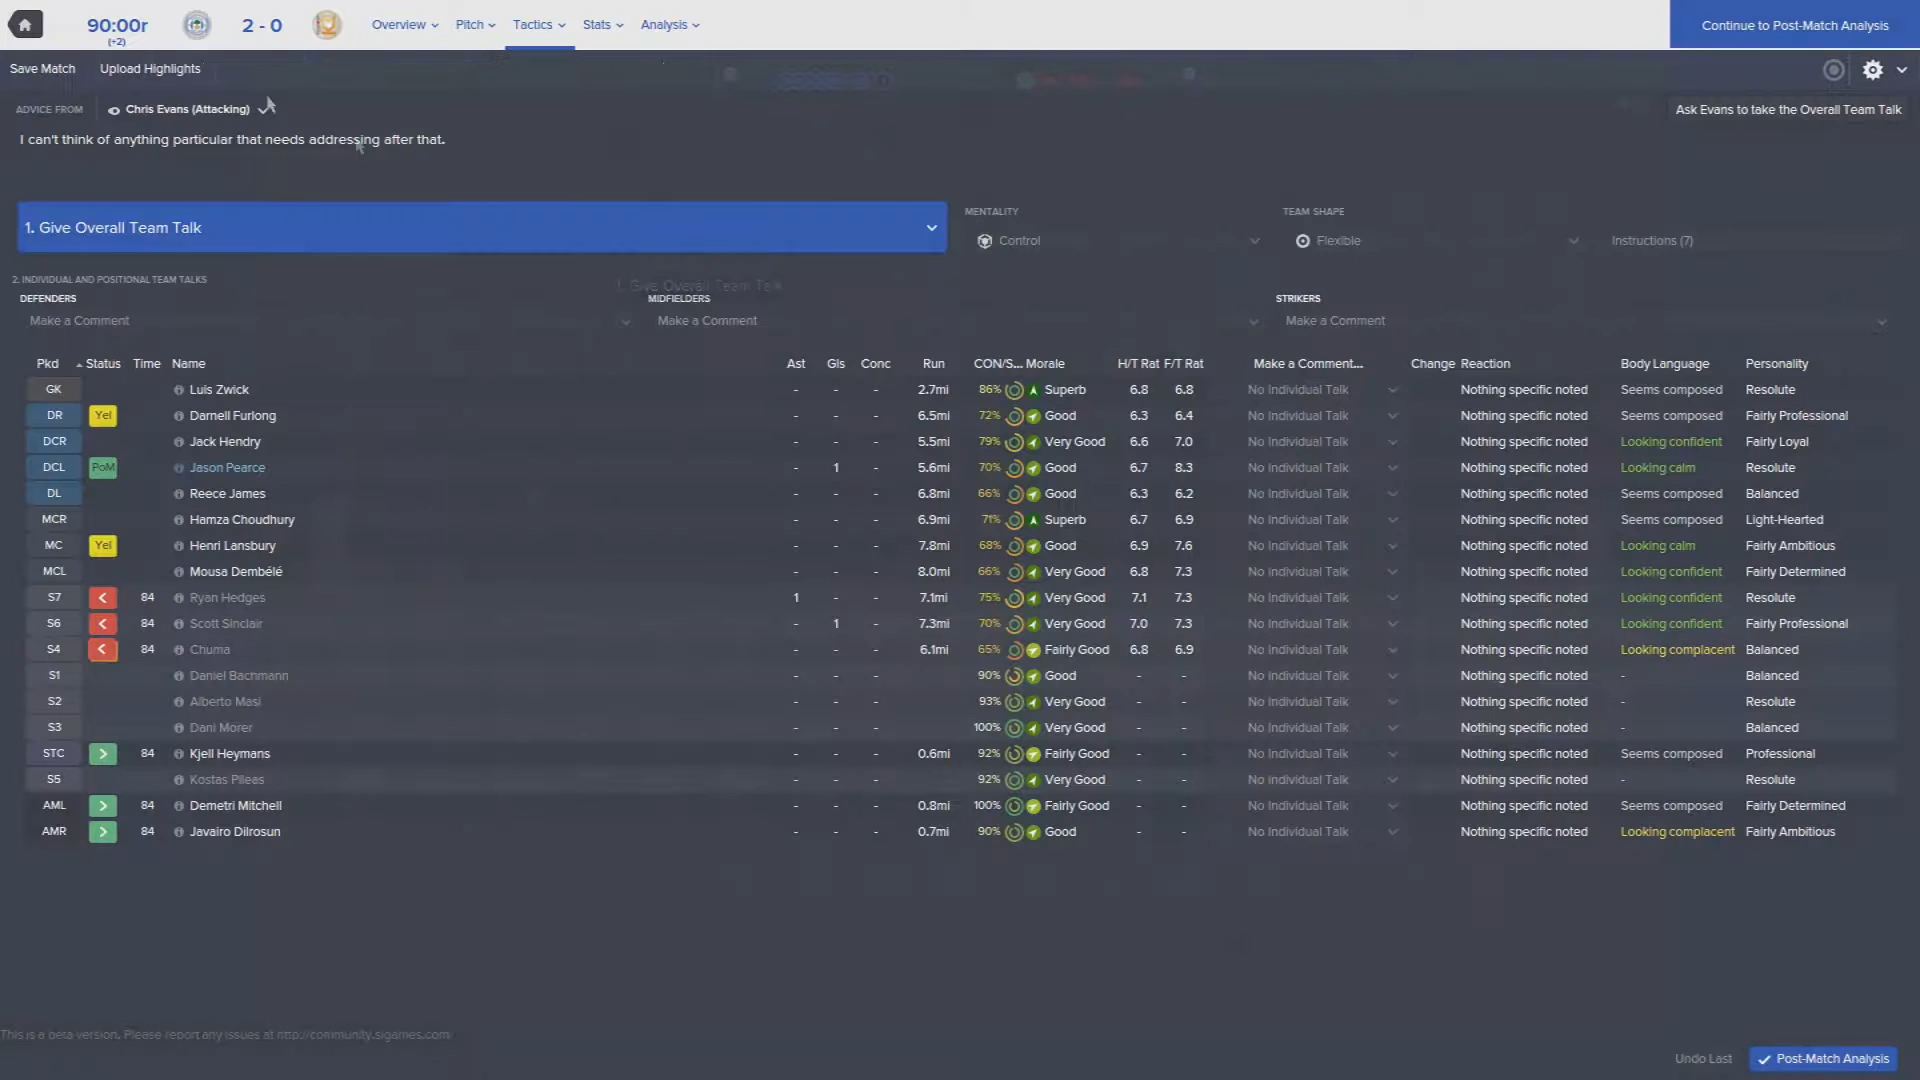 90:00r
(+2)
2 - 0
Overview Pitch Tactics Stats Analysis
Continue to Post-Match Analysis
Save Match Upload Highlights
ADVICE FROM Chris Evans (Attacking)
Ask Evans to take the Overall Team Talk
I can't think of anything particular that needs addressing after that.
1. Give Overall Team Talk
MENTALITY TEAM SHAPE
Control Flexible Instructions (7)
2. INDIVIDUAL AND POSITIONAL TEAM TALKS
1. Give Overall Team Talk
DEFENDERS MIDFIELDERS STRIKERS
Make a Comment Make a Comment Make a Comment
Pkd Status Time Name Ast Gls Conc Run CON/S... Morale H/T Rat F/T Rat Make a Comment... Change Reaction Body Language Personality
GK Luis Zwick - - - 2.7mi 86% Superb 6.8 6.8 No Individual Talk Nothing specific noted Seems composed Resolute
DR Yel Darnell Furlong - - - 6.5mi 72% Good 6.3 6.4 No Individual Talk Nothing specific noted Seems composed Fairly Professional
DCR Jack Hendry - - - 5.5mi 79% Very Good 6.6 7.0 No Individual Talk Nothing specific noted Looking confident Fairly Loyal
DCL PoM Jason Pearce - 1 - 5.6mi 70% Good 6.7 8.3 No Individual Talk Nothing specific noted Looking calm Resolute
DL Reece James - - - 6.8mi 66% Good 6.3 6.2 No Individual Talk Nothing specific noted Seems composed Balanced
MCR Hamza Choudhury - - - 6.9mi 71% Superb 6.7 6.9 No Individual Talk Nothing specific noted Seems composed Light-Hearted
MC Yel Henri Lansbury - - - 7.8mi 68% Good 6.9 7.6 No Individual Talk Nothing specific noted Looking calm Fairly Ambitious
MCL Mousa Dembélé - - - 8.0mi 66% Very Good 6.8 7.3 No Individual Talk Nothing specific noted Looking confident Fairly Determined
S7 84 Ryan Hedges 1 - - 7.1mi 75% Very Good 7.1 7.3 No Individual Talk Nothing specific noted Looking confident Resolute
S6 84 Scott Sinclair - 1 - 7.3mi 70% Very Good 7.0 7.3 No Individual Talk Nothing specific noted Looking confident Fairly Professional
S4 84 Chuma - - - 6.1mi 65% Fairly Good 6.8 6.9 No Individual Talk Nothing specific noted Looking complacent Balanced
S1 Daniel Bachmann - - - 90% Good - - No Individual Talk Nothing specific noted - Balanced
S2 Alberto Masi - - - 93% Very Good - - No Individual Talk Nothing specific noted - Resolute
S3 Dani Morer - - - 100% Very Good - - No Individual Talk Nothing specific noted - Balanced
STC 84 Kjell Heymans - - - 0.6mi 92% Fairly Good - - No Individual Talk Nothing specific noted Seems composed Professional
S5 Kostas Pileas - - - 92% Very Good - - No Individual Talk Nothing specific noted - Resolute
AML 84 Demetri Mitchell - - - 0.8mi 100% Fairly Good - - No Individual Talk Nothing specific noted Seems composed Fairly Determined
AMR 84 Javairo Dilrosun - - - 0.7mi 90% Good - - No Individual Talk Nothing specific noted Looking complacent Fairly Ambitious
This is a beta version. Please report any issues at http://community.sigames.com
Undo Last Post-Match Analysis